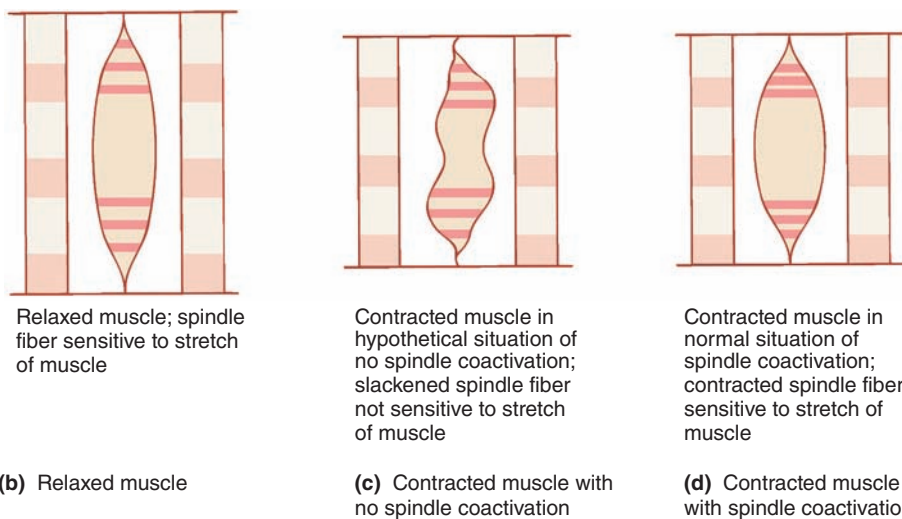 Relaxed muscle; spindle
fiber sensitive to stretch
of muscle
Contracted muscle in
hypothetical situation of
no spindle coactivation;
slackened spindle fiber
not sensitive to stretch
of muscle
Contracted muscle in
normal situation of
spindle coactivation;
contracted spindle fiber
sensitive to stretch of
muscle
(b) Relaxed muscle
(c) Contracted muscle with
no spindle coactivation
(d) Contracted muscle
with spindle coactivatio